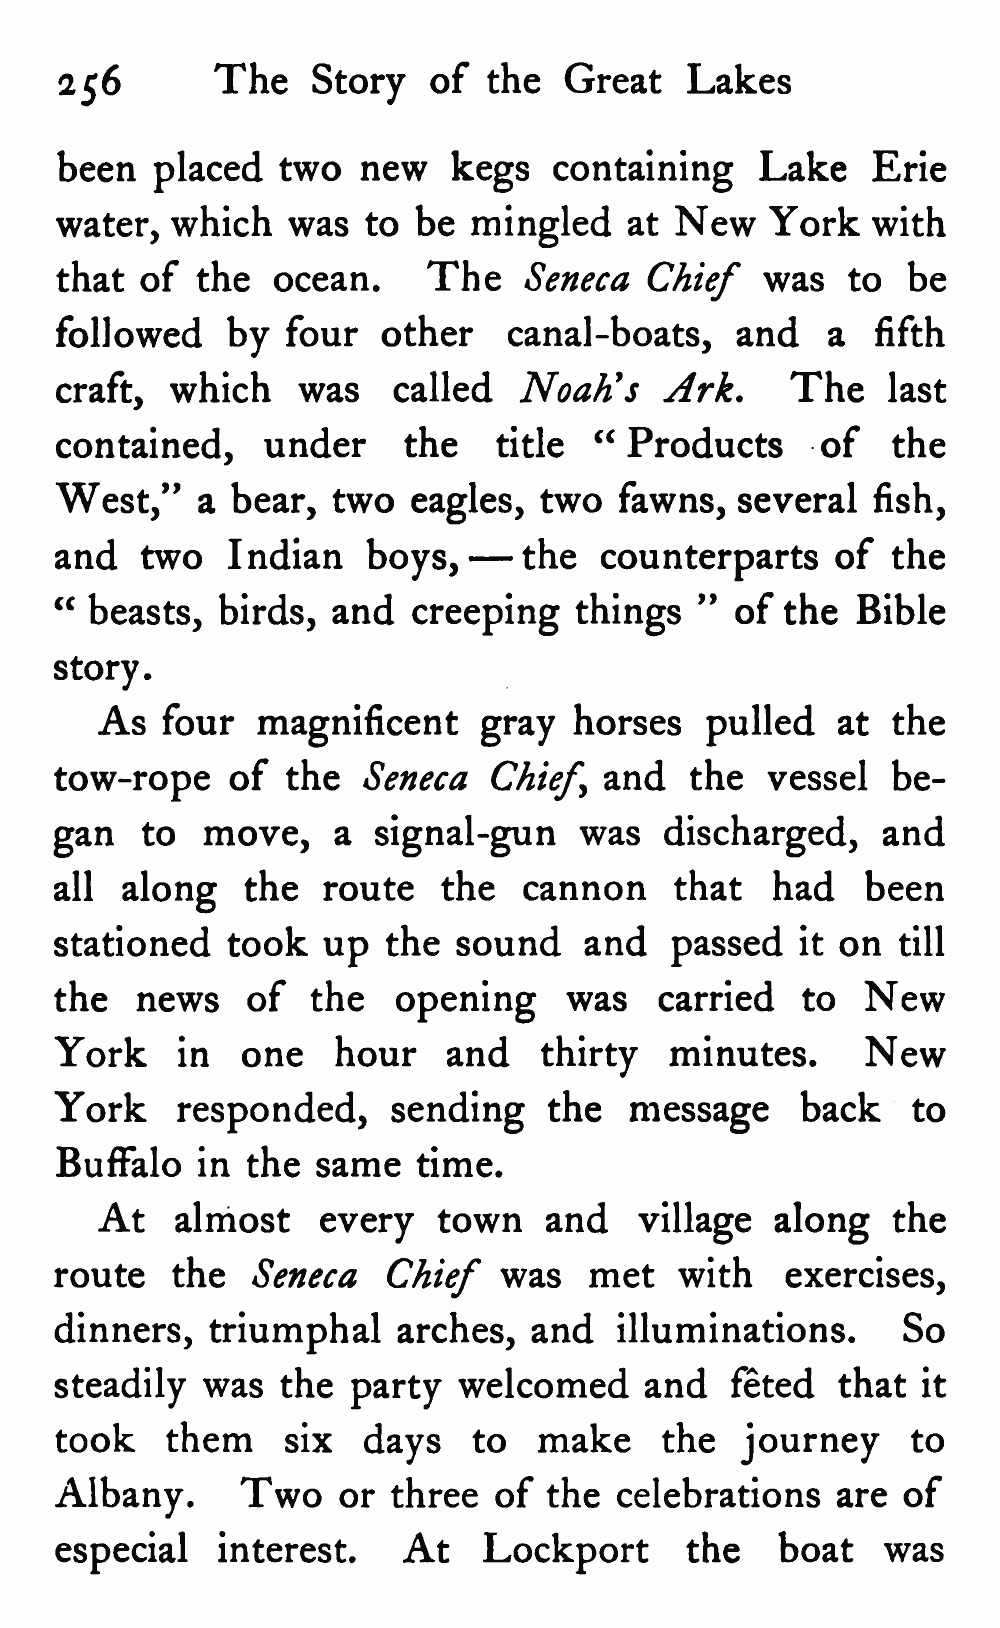 256 The Story of the Great Lakes
been placed two new kegs containing Lake Erie
water, which was to be mingled at New York with
that of the ocean. The Seneca Chief was to be
followed by four other canal-boats, and a fifth
craft, which was called Noah's Ark. The last
contained, under the title “ Products of the
West,” a bear, two eagles, two fawns, several fish,
and two Indian boys, — the counterparts of the
“ beasts, birds, and creeping things ” of the Bible
story.
As four magnificent gray horses pulled at the
tow-rope of the Seneca Chief, and the vessel be-
gan to move, a signal-gun was discharged, and
all along the route the cannon that had been
stationed took up the sound and passed it on till
the news of the opening was carried to New
York in one hour and thirty minutes. New
York responded, sending the message back to
Buffalo in the same time.
At almost every town and village along the
route the Seneca Chief was met with exercises,
dinners, triumphal arches, and illuminations. So
steadily was the party welcomed and fêted that it
took them six days to make the journey to
Albany. Two or three of the celebrations are of
especial interest. At Lockport the boat was